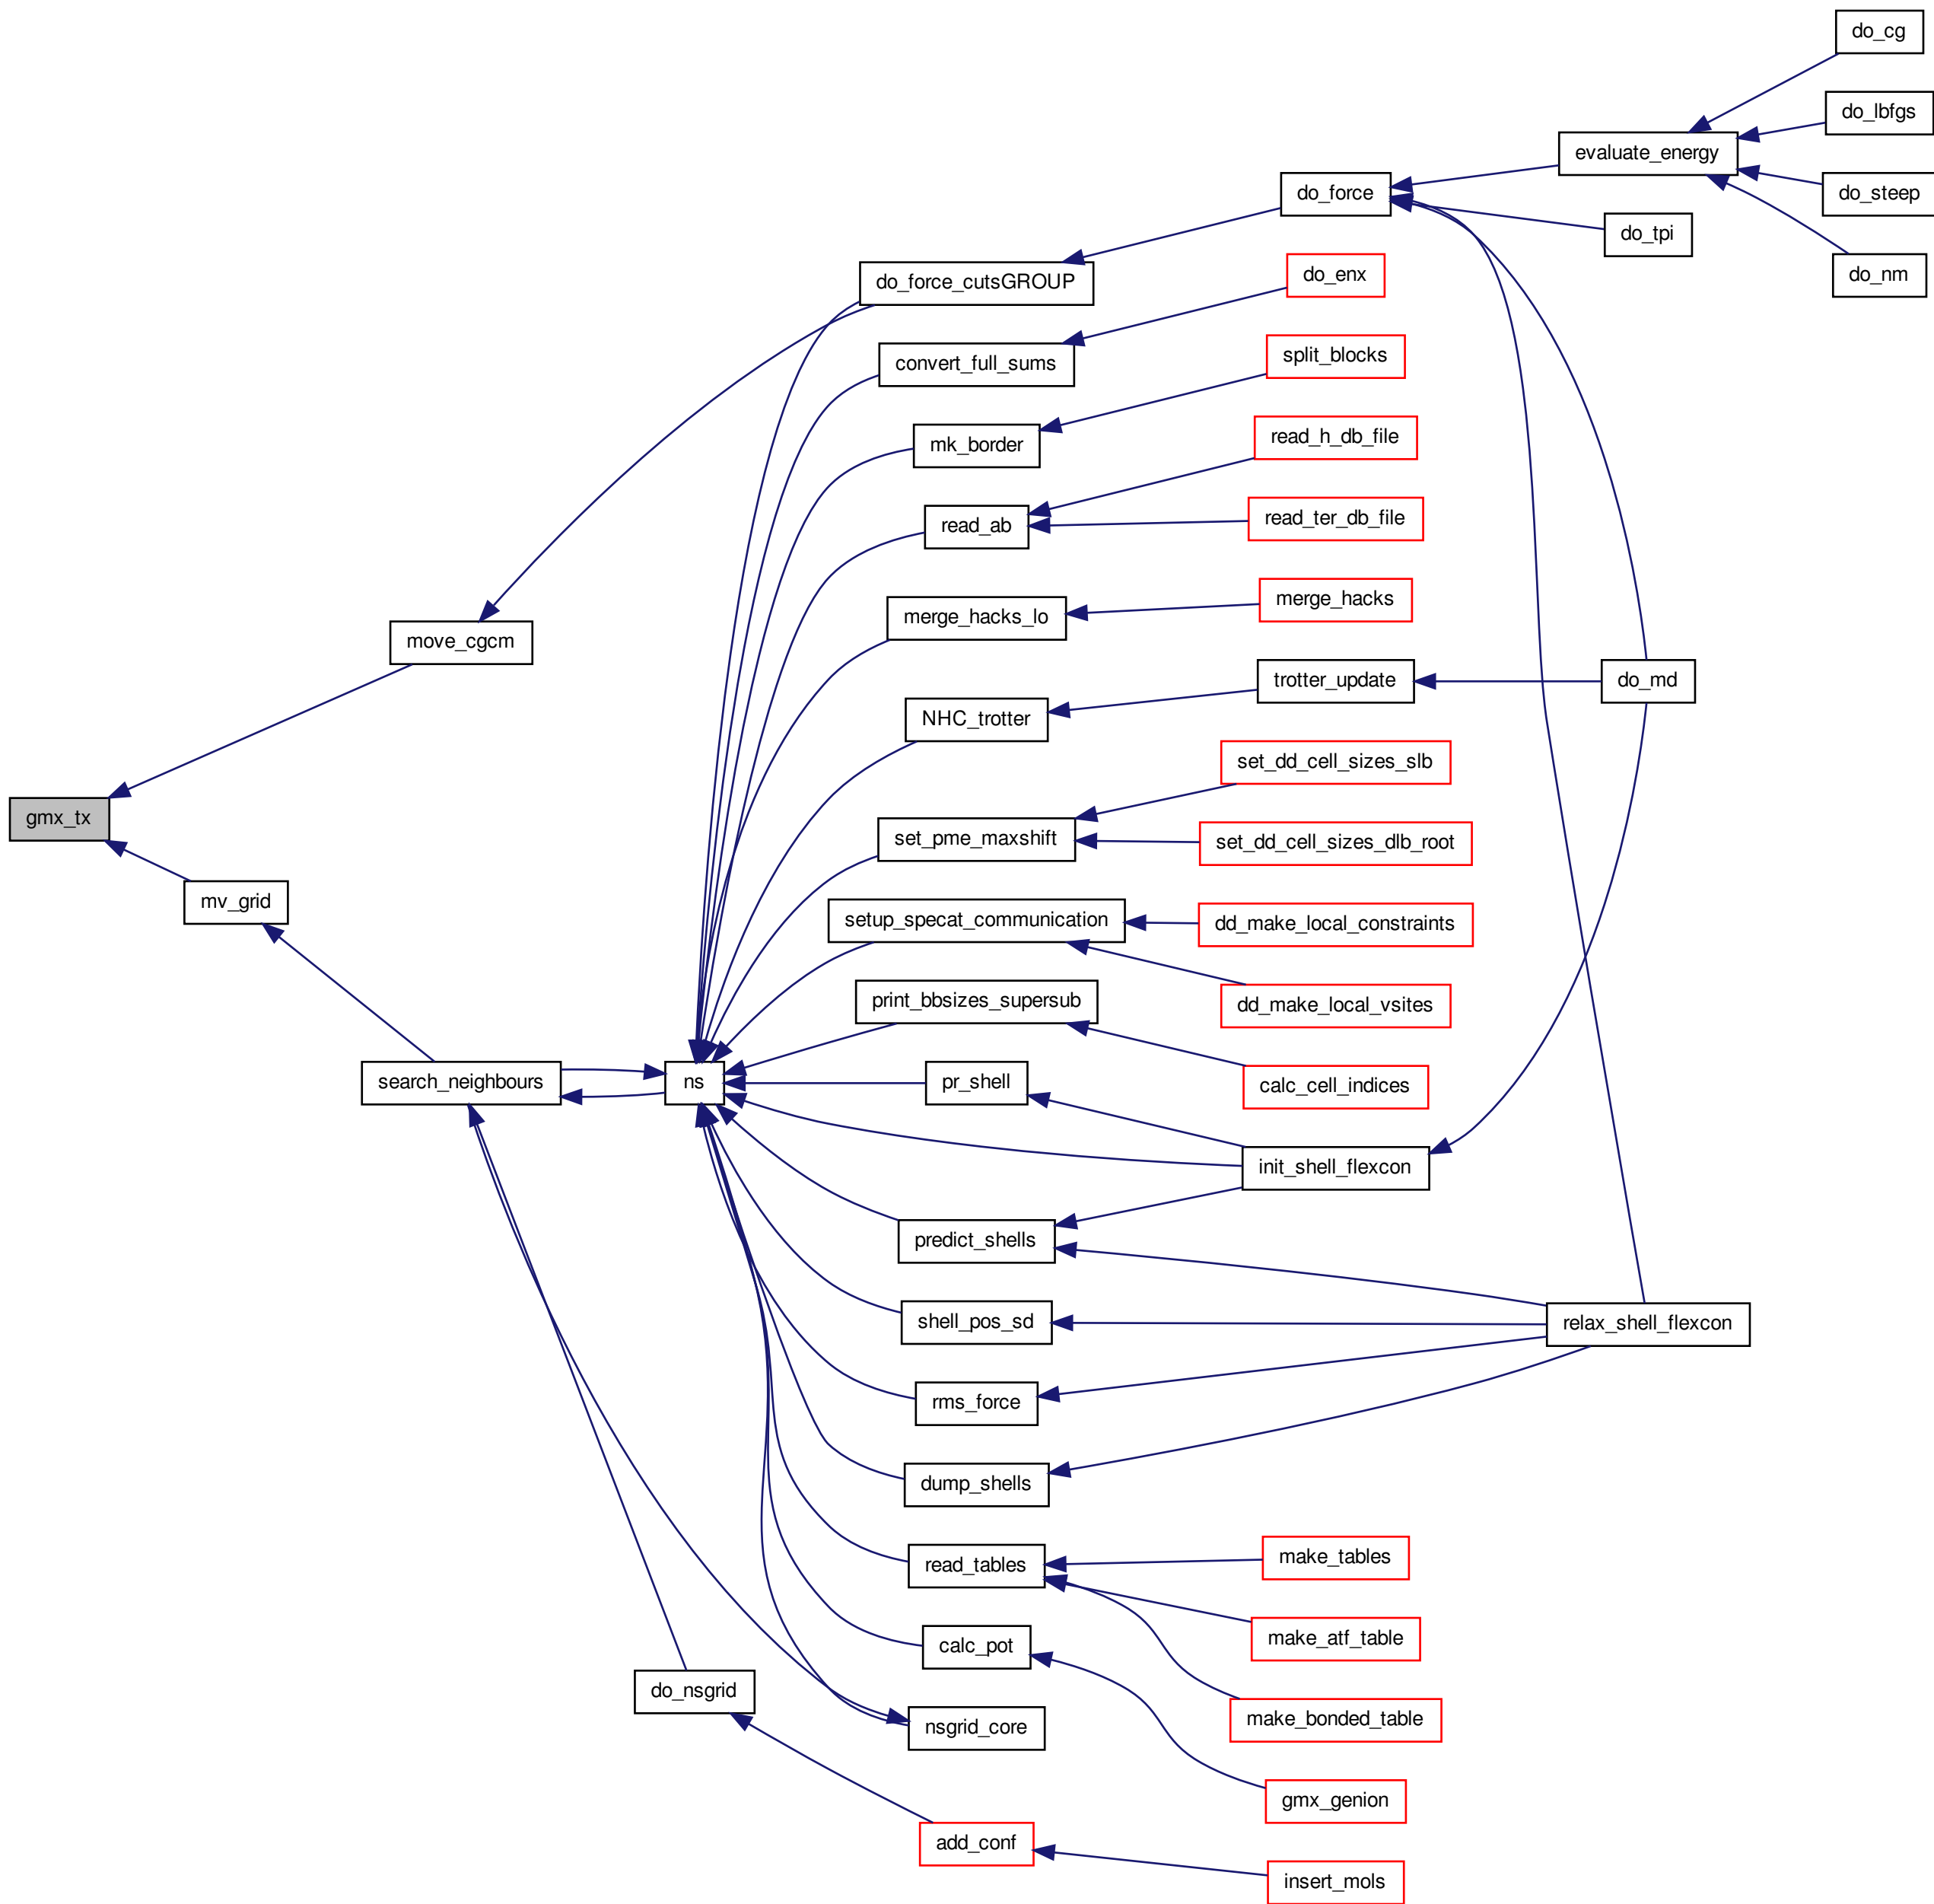 do_cg
do_lbfgs
evaluate_energy
do_steep
do_force
do_tpi
do_nm
do_force_cutsGROUP
do_enx
convert_full_sums
split_blocks
mk_border
read_h_db_file
read_ab
read_ter_db_file
merge_hacks_lo
merge_hacks
move_cgcm
trotter_update
do_md
NHC_trotter
set_dd_cell_sizes_slb
gmx_tx
set_pme_maxshift
set_dd_cell_sizes_dlb_root
mv_grid
setup_specat_communication
dd_make_local_constraints
print_bbsizes_supersub
dd_make_local_vsites
search_neighbours
ns
pr_shell
calc_cell_indices
init_shell_flexcon
predict_shells
shell_pos_sd
relax_shell_flexcon
rms_force
dump_shells
read_tables
make_tables
calc_pot
make_atf_table
do_nsgrid
nsgrid_core
make_bonded_table
gmx_genion
add_conf
insert_mols